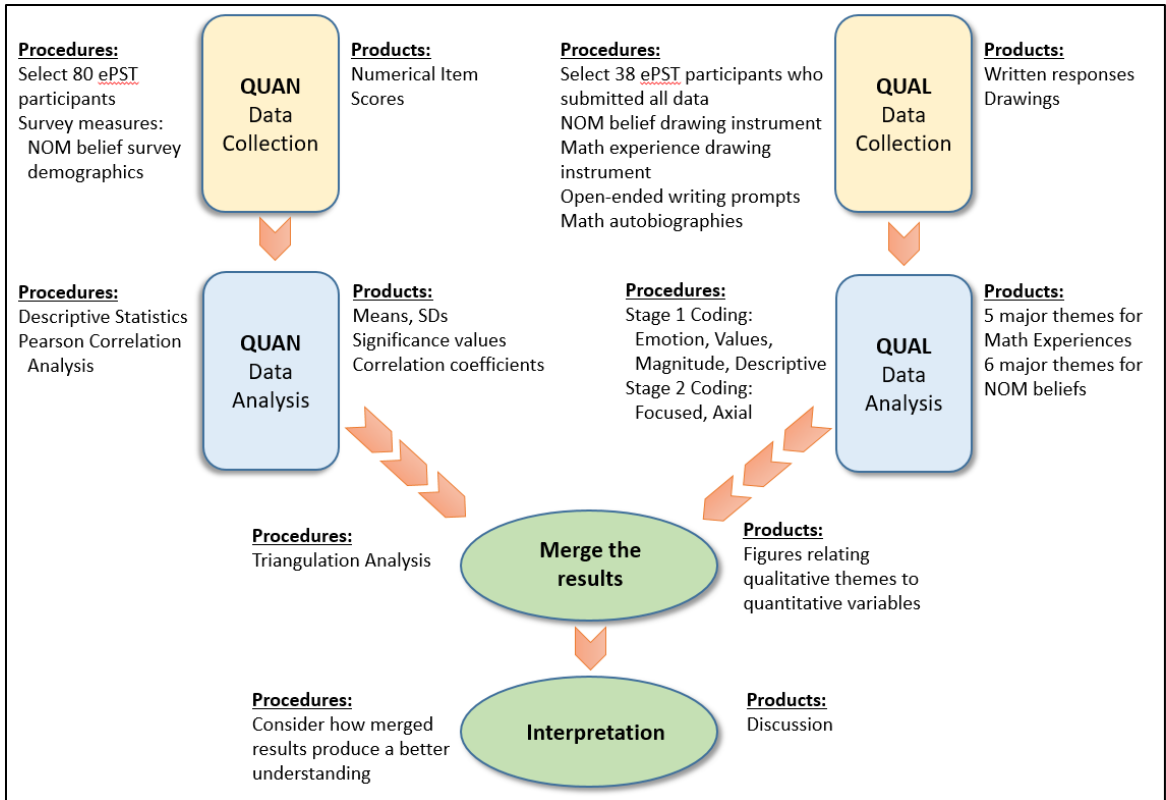 Procedures:
Select 80 ePST
participants
Survey measures:
NOM belief survey
demographics
QUAN
Data
Collection
Products:
Numerical Item
Scores
Procedures:
Select 38 ePST participants who
submitted all data
NOM belief drawing instrument
Math experience drawing
instrument
Open-ended writing prompts
Math autobiographies
QUAL
Data
Collection
Products:
Written responses
Drawings
Procedures:
Descriptive Statistics
Pearson Correlation
Analysis
QUAN
Data
Analysis
Products:
Means, SDs
Significance values
Correlation coefficients
Procedures:
Stage 1 Coding:
Emotion, Values,
Magnitude, Descriptive
Stage 2 Coding:
Focused, Axial
QUAL
Data
Analysis
Products:
5 major themes for
Math Experiences
6 major themes for
NOM beliefs
Procedures:
Triangulation Analysis
Merge the
results
Products:
Figures relating
qualitative themes to
quantitative variables
Procedures:
Consider how merged
results produce a better
understanding
Interpretation
Products:
Discussion